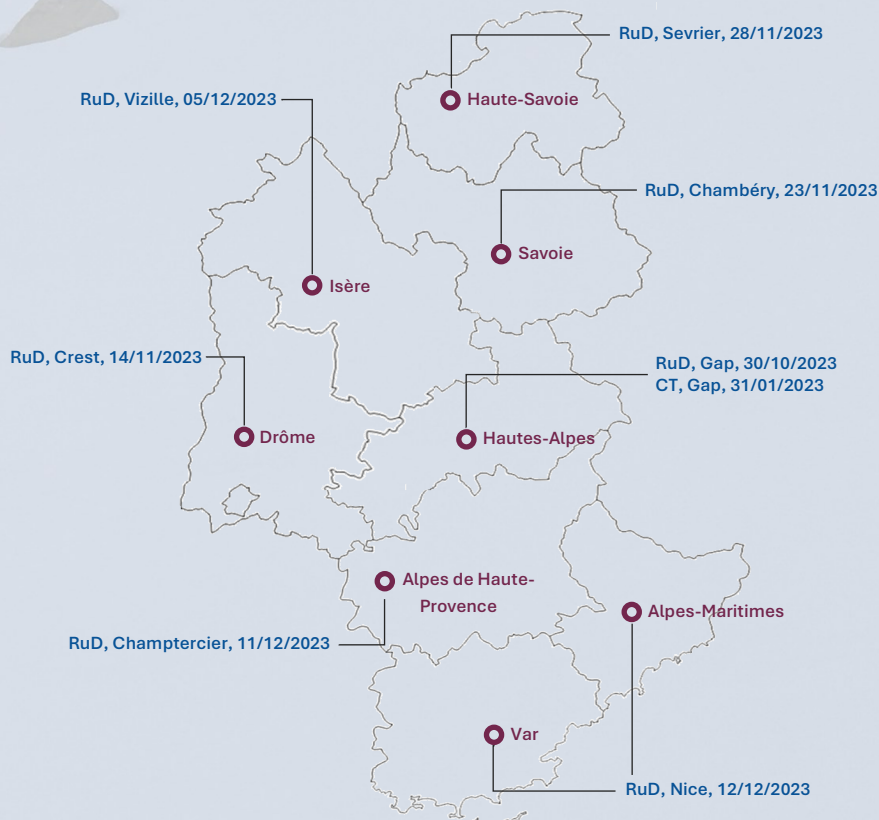 RuD, Sevrier, 28/11/2023
RuD, Vizille, 05/12/2023
Haute-Savoie
RuD, Chambéry, 23/11/2023
Savoie
Isère
RuD, Crest, 14/11/2023
RuD, Gap, 30/10/2023
CT, Gap, 31/01/2023
Drôme
Hautes-Alpes
Alpes de Haute-
Provence
Alpes-Maritimes
RuD, Champtercier, 11/12/2023
Var
RuD, Nice, 12/12/2023